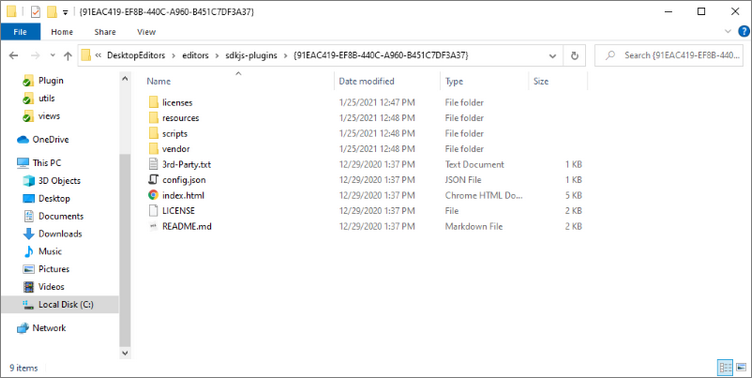 {91EAC419-EF8B-440C-A960-B451C7DF3A37}
File Home Share View
« DesktopEditors › editors › sdkjs-plugins › {91EAC419-EF8B-440C-A960-B451C7DF3A37}
Search {91EAC419-EF8B-440...
Plugin
utils
views
OneDrive
This PC
3D Objects
Desktop
Documents
Downloads
Music
Pictures
Videos
Local Disk (C:)
Network
Name Date modified Type Size
licenses 1/25/2021 12:47 PM File folder
resources 1/25/2021 12:48 PM File folder
scripts 1/25/2021 12:48 PM File folder
vendor 1/25/2021 12:48 PM File folder
3rd-Party.txt 12/29/2020 1:37 PM Text Document 1 KB
config.json 12/29/2020 1:37 PM JSON File 1 KB
index.html 12/29/2020 1:37 PM Chrome HTML Do... 5 KB
LICENSE 12/29/2020 1:37 PM File 2 KB
README.md 12/29/2020 1:37 PM Markdown File 2 KB
9 items